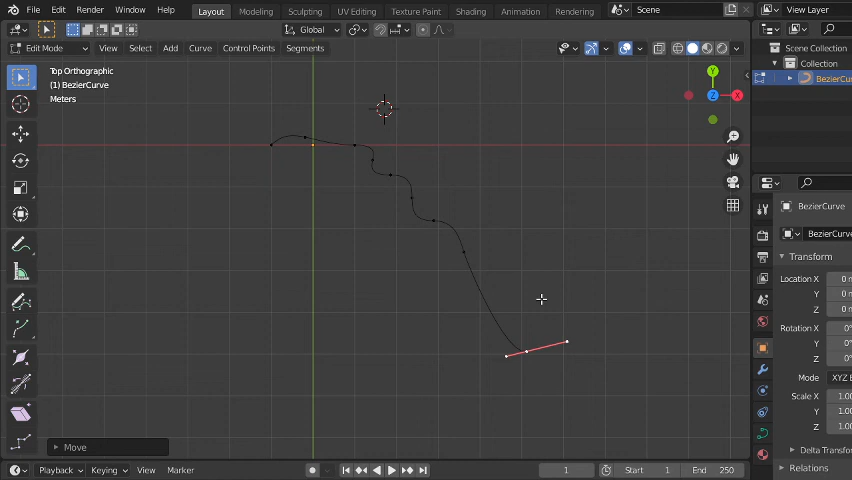 File Edit Render Window Help Layout Modeling Sculpting UV Editing Texture Paint Shading Animation Rendering Scene View Layer
Global
Edit Mode View Select Add Curve Control Points Segments
Top Orthographic
(1) BezierCurve
Meters
Y
Z X
Scene Collection
Collection
BezierCur
BezierCurve
BezierCurve
Transform
Location X 0 m
Y 0 m
Z 0 m
Rotation X 0°
Y 0°
Z 0°
Mode XYZ E
Scale X 1.00
Y 1.00
Z 1.00
Delta Transform
Relations
Move
Playback Keying View Marker 1 Start 1 End 250